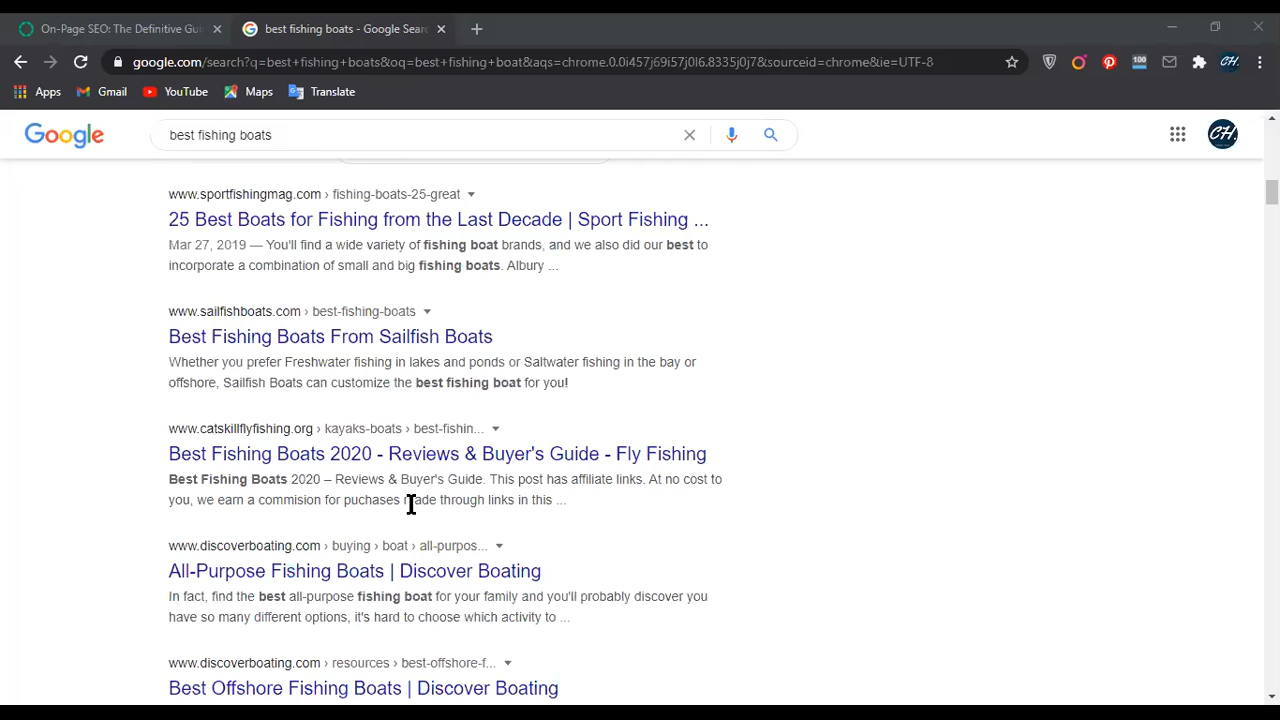 On-Page SEO: The Definitive Gui
best fishing boats - Google Sear
google.com/search?q=best+fishing+boats&oq=best+fishing+boat&aqs=chrome.0.0i457j69i57j0l6.8335j0j7&sourceid=chrome&ie=UTF-8
100
CH.
Apps
Gmail
YouTube
Maps
Translate
Google
best fishing boats
CH.
www.sportfishingmag.com › fishing-boats-25-great
25 Best Boats for Fishing from the Last Decade | Sport Fishing ...
Mar 27, 2019 — You'll find a wide variety of fishing boat brands, and we also did our best to
incorporate a combination of small and big fishing boats. Albury ...
www.sailfishboats.com › best-fishing-boats
Best Fishing Boats From Sailfish Boats
Whether you prefer Freshwater fishing in lakes and ponds or Saltwater fishing in the bay or
offshore, Sailfish Boats can customize the best fishing boat for you!
www.catskillflyfishing.org › kayaks-boats › best-fishin...
Best Fishing Boats 2020 - Reviews & Buyer's Guide - Fly Fishing
Best Fishing Boats 2020 – Reviews & Buyer's Guide. This post has affiliate links. At no cost to
you, we earn a commision for puchases made through links in this ...
www.discoverboating.com › buying › boat › all-purpos...
All-Purpose Fishing Boats | Discover Boating
In fact, find the best all-purpose fishing boat for your family and you'll probably discover you
have so many different options, it's hard to choose which activity to ...
www.discoverboating.com › resources › best-offshore-f...
Best Offshore Fishing Boats | Discover Boating